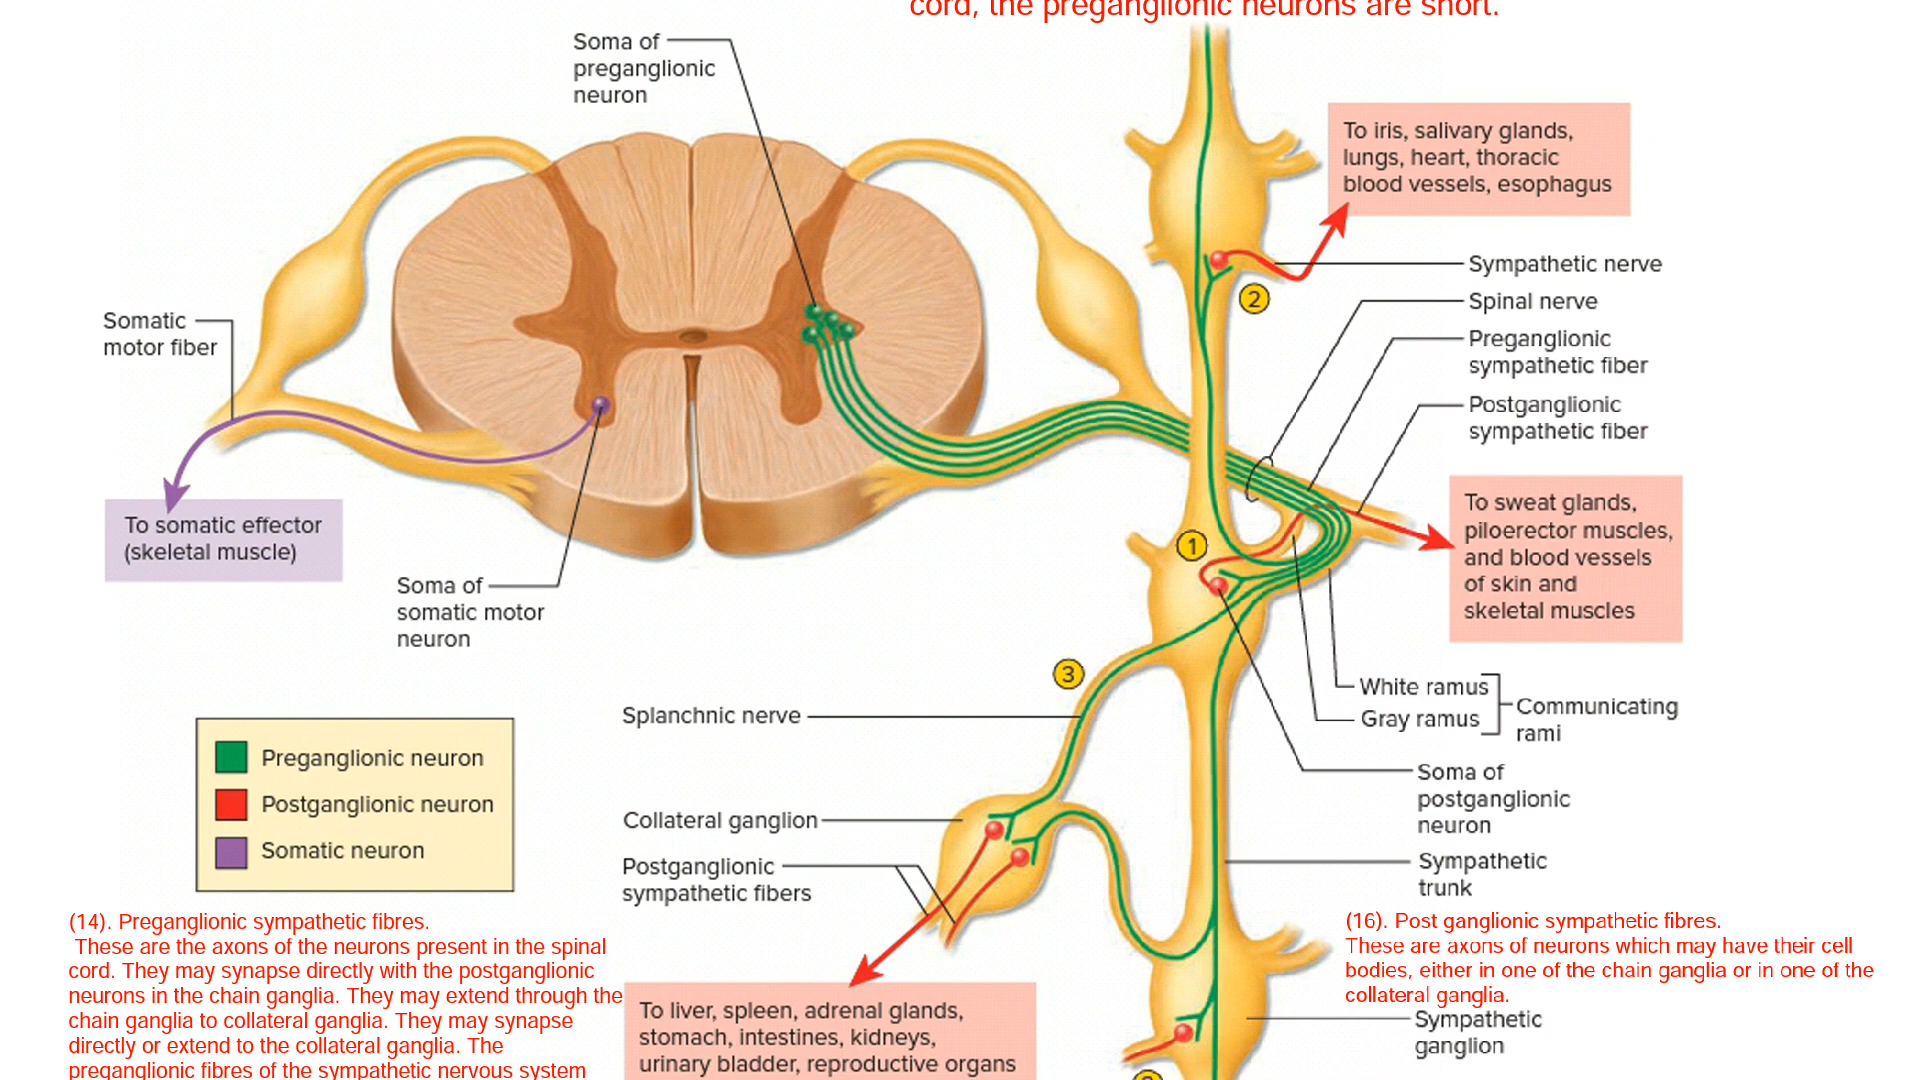 cord, the preganglionic neurons are short.
Soma of
preganglionic
neuron
To iris, salivary glands,
lungs, heart, thoracic
blood vessels, esophagus
Sympathetic nerve
2
Spinal nerve
Preganglionic
sympathetic fiber
Postganglionic
sympathetic fiber
Somatic
motor fiber
To somatic effector
(skeletal muscle)
Soma of
somatic motor
neuron
1
To sweat glands,
piloerector muscles,
and blood vessels
of skin and
skeletal muscles
3
White ramus
Gray ramus
Communicating
rami
Splanchnic nerve
Preganglionic neuron
Postganglionic neuron
Somatic neuron
Soma of
postganglionic
neuron
Collateral ganglion
Postganglionic
sympathetic fibers
Sympathetic
trunk
(14). Preganglionic sympathetic fibres.
These are the axons of the neurons present in the spinal
cord. They may synapse directly with the postganglionic
neurons in the chain ganglia. They may extend through the
chain ganglia to collateral ganglia. They may synapse
directly or extend to the collateral ganglia. The
preganglionic fibres of the sympathetic nervous system
To liver, spleen, adrenal glands,
stomach, intestines, kidneys,
urinary bladder, reproductive organs
(16). Post ganglionic sympathetic fibres.
These are axons of neurons which may have their cell
bodies, either in one of the chain ganglia or in one of the
collateral ganglia.
Sympathetic
ganglion